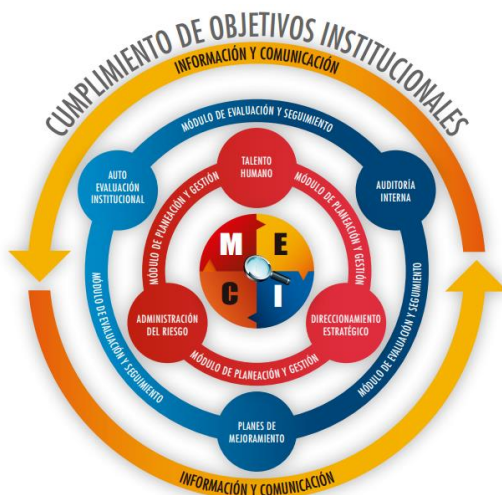 CUMPLIMIENTO DE OBJETIVOS INSTITUCIONALES
INFORMACIÓN Y COMUNICACIÓN
MÓDULO DE EVALUACIÓN Y SEGUIMIENTO
AUTO
EVALUACIÓN
INSTITUCIONAL
TALENTO
HUMANO
AUDITORÍA
INTERNA
MÓDULO DE PLANEACIÓN Y GESTIÓN
MÓDULO DE PLANEACIÓN Y GESTIÓN
M E
C I
MÓDULO DE EVALUACIÓN Y SEGUIMIENTO
MÓDULO DE EVALUACIÓN Y SEGUIMIENTO
ADMINISTRACIÓN
DEL RIESGO
DIRECCIONAMIENTO
ESTRATÉGICO
MÓDULO DE PLANEACIÓN Y GESTIÓN
PLANES DE
MEJORAMIENTO
INFORMACIÓN Y COMUNICACIÓN